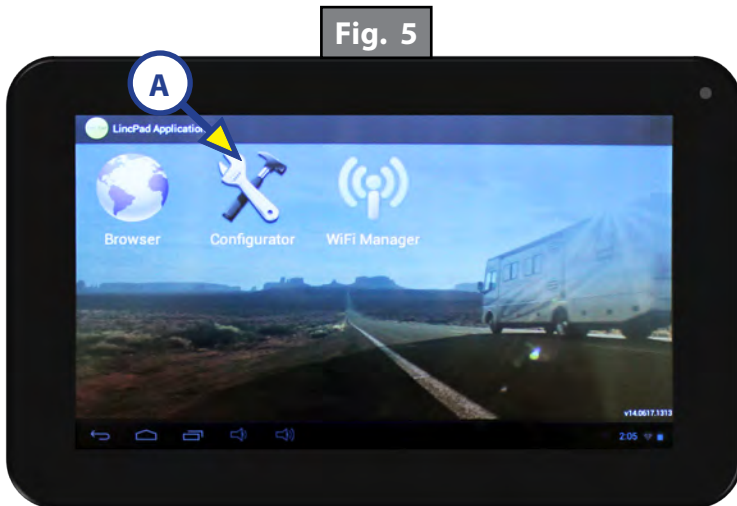 Fig. 5
A
LincPad Application
Browser
Configurator
WiFi Manager
v14.0617.1313
2:05